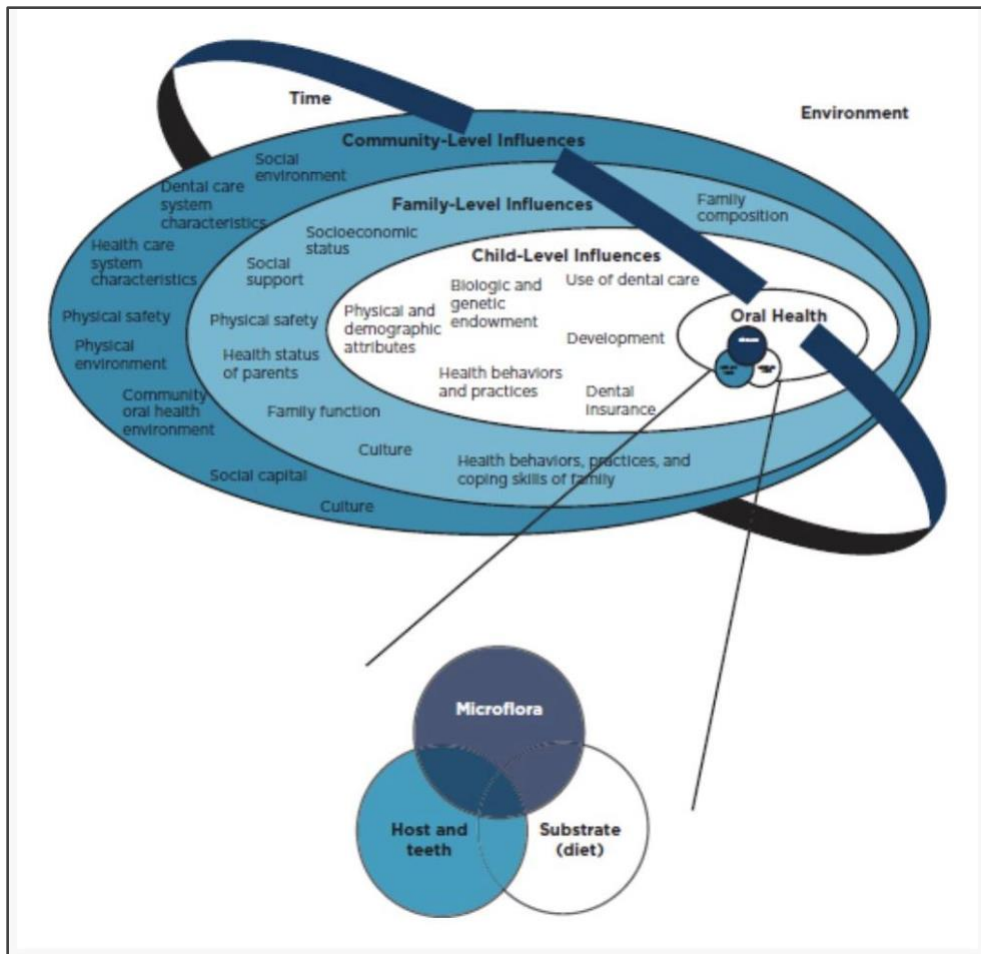 Time
Environment
Community-Level Influences
Social
environment
Dental care
system
characteristics
Health care
system
characteristics
Physical safety
Physical
environment
Community
oral health
environment
Social capital
Culture
Family-Level Influences
Family
composition
Socioeconomic
status
Social
support
Physical safety
Health status
of parents
Family function
Culture
Health behaviors, practices, and
coping skills of family
Child-Level Influences
Use of dental care
Biologic and
genetic
endowment
Physical and
demographic
attributes
Development
Health behaviors
and practices
Dental
insurance
Oral Health
Microflora
Host and
teeth
Substrate
(diet)